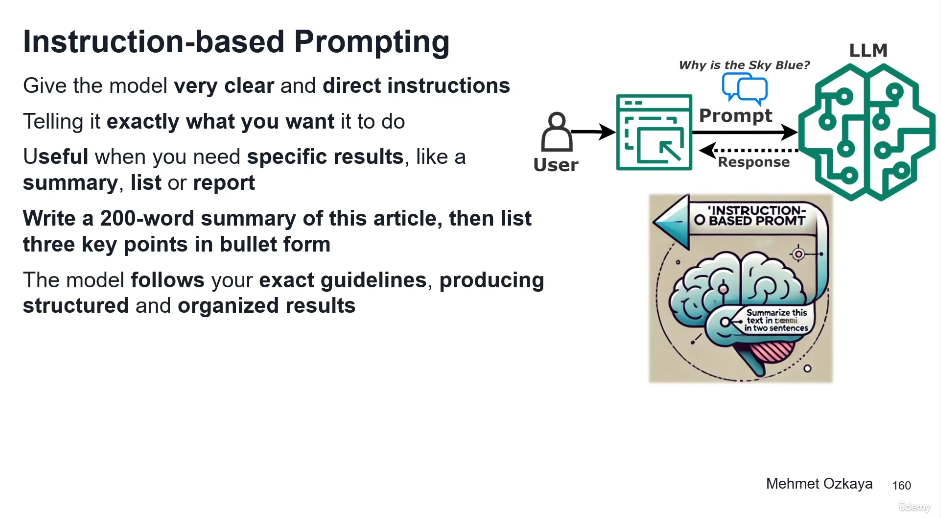 Instruction-based Prompting
Give the model very clear and direct instructions
Telling it exactly what you want it to do
Useful when you need specific results, like a
summary, list or report
Write a 200-word summary of this article, then list
three key points in bullet form
The model follows your exact guidelines, producing
structured and organized results
LLM
Why is the Sky Blue?
Prompt
Response
User
'INSTRUCTION-
BASED PROMT
Summarize this
text in
in two sentences
Mehmet Ozkaya 160
ûdemy